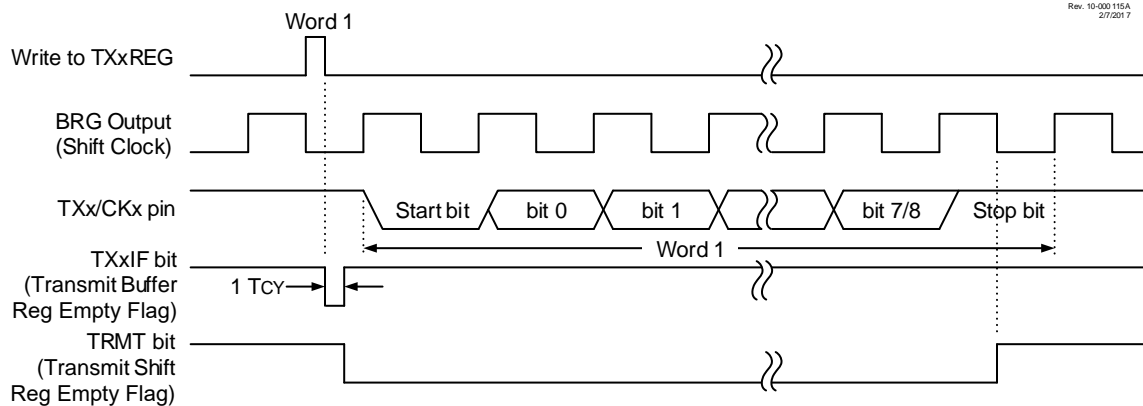 Rev. 10-000 115A
2/7/201 7
Word 1
Write to TXxREG
BRG Output
(Shift Clock)
TXx/CKx pin
Start bit
bit 0
bit 1
bit 7/8
Stop bit
Word 1
TXxIF bit
(Transmit Buffer
Reg Empty Flag)
1 TCY
TRMT bit
(Transmit Shift
Reg Empty Flag)